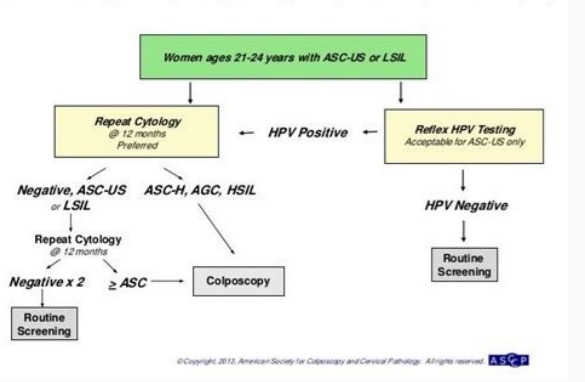 Women ages 21-24 years with ASC-US or LSIL
Repeat Cytology
@ 12 months
Preferred
HPV Positive
Reflex HPV Testing
Acceptable for ASC-US only
Negative, ASC-US
or LSIL
ASC-H, AGC, HSIL
HPV Negative
Repeat Cytology
@ 12 months
Negative x 2
≥ ASC
Colposcopy
Routine
Screening
Routine
Screening
© Copyright, 2013, American Society for Colposcopy and Cervical Pathology. All rights reserved.
ASCCP